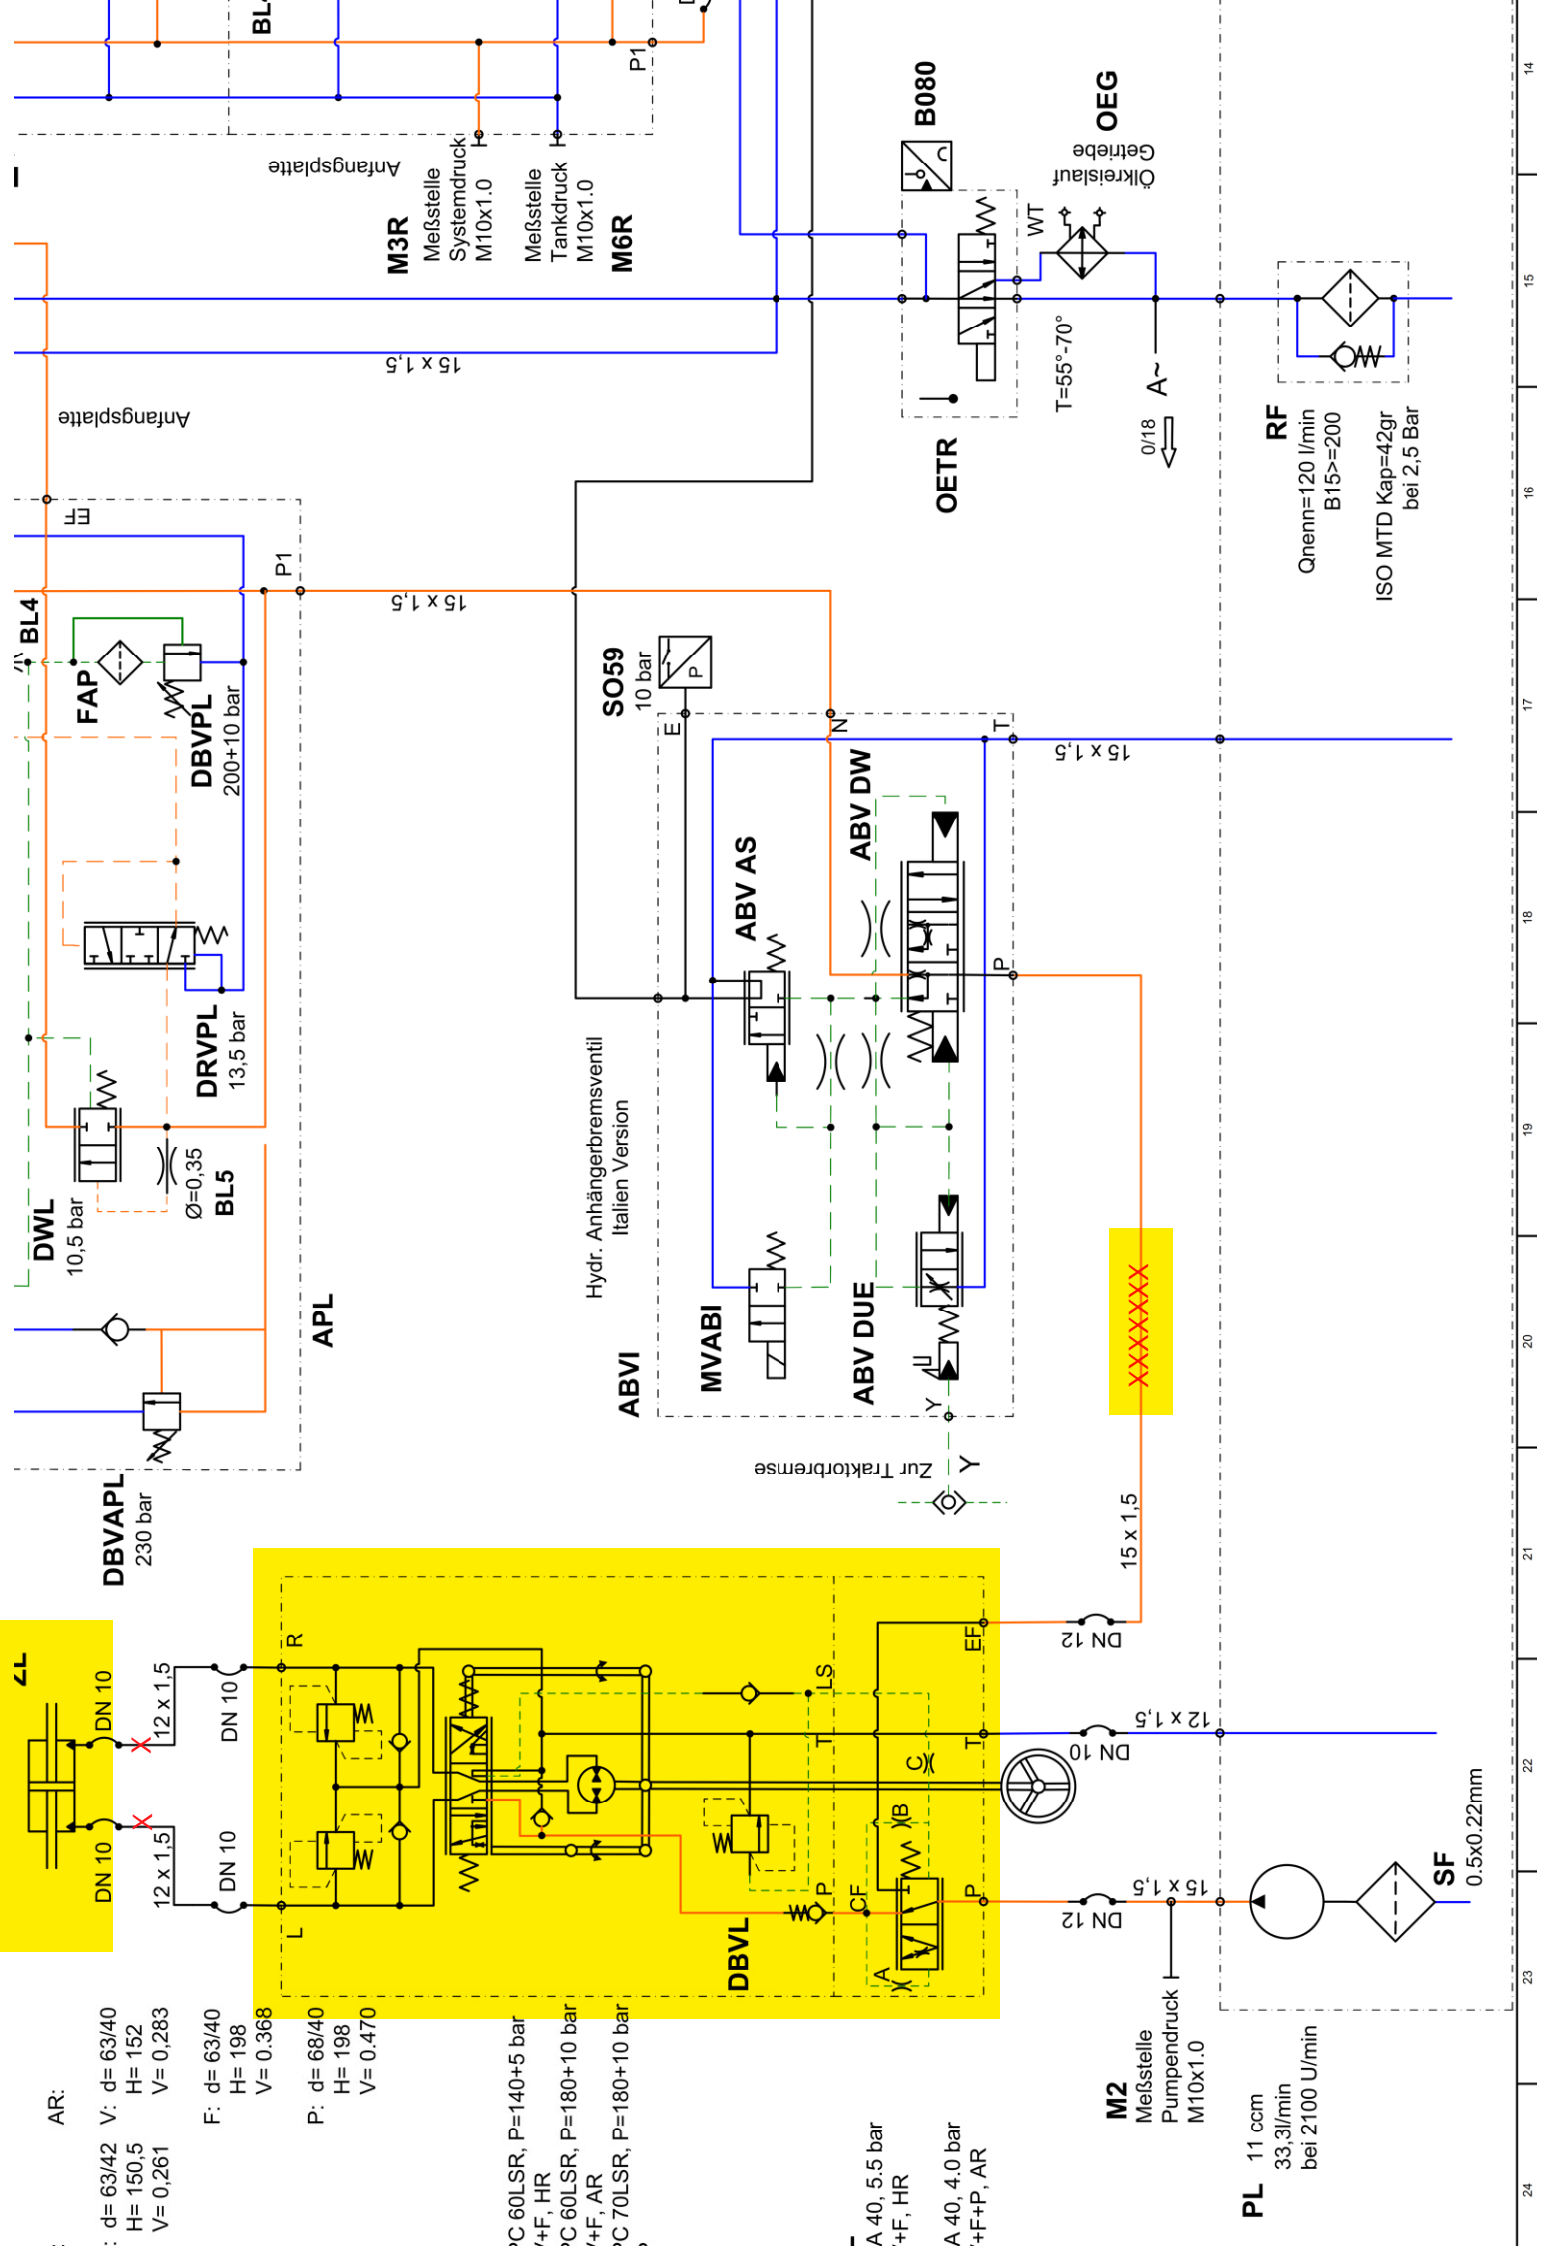 BL4
P1
Anfangsplatte
M3R
Meßstelle
Systemdruck
M10x1.0
Meßstelle
Tankdruck
M10x1.0
M6R
B080
OEG
Ölkreislauf
Getriebe
WT
14
15
15 x 1,5
Anfangsplatte
T=55°-70°
A~
0/18
OETR
RF
Qnenn=120 l/min
B15>=200
ISO MTD Kap=42gr
bei 2,5 Bar
16
EF
P1
15 x 1,5
BL4
FAP
DBVPL
200+10 bar
SO59
10 bar
P
E
N
T
15 x 1,5
17
ABV AS
ABV DW
P
18
DRVPL
13,5 bar
DWL
10,5 bar
Ø=0,35
BL5
Hydr. Anhängerbremsventil
Italien Version
19
APL
ABVI
MVABI
ABV DUE
Y
XXXXXXX
20
DBVAPL
230 bar
Zur Traktorbremse
Y
15 x 1,5
21
ZL
DN 10
12 x 1,5
DN 10
R
LS
EF
DN 12
T
T
DN 10
12 x 1,5
C
B
22
DN 10
12 x 1,5
DN 10
L
DBVL
P
CF
A
P
DN 12
15 x 1,5
SF
0.5x0.22mm
23
AR:
V: d= 63/40
H= 152
V= 0,283
F: d= 63/40
H= 198
V= 0.368
P: d= 68/40
H= 198
V= 0.470
: d= 63/42
H= 150,5
V= 0,261
PC 60LSR, P=140+5 bar
V+F, HR
PC 60LSR, P=180+10 bar
V+F, AR
PC 70LSR, P=180+10 bar
A 40, 5.5 bar
V+F, HR
A 40, 4.0 bar
V+F+P, AR
M2
Meßstelle
Pumpendruck
M10x1.0
PL
11 ccm
33,3l/min
bei 2100 U/min
24